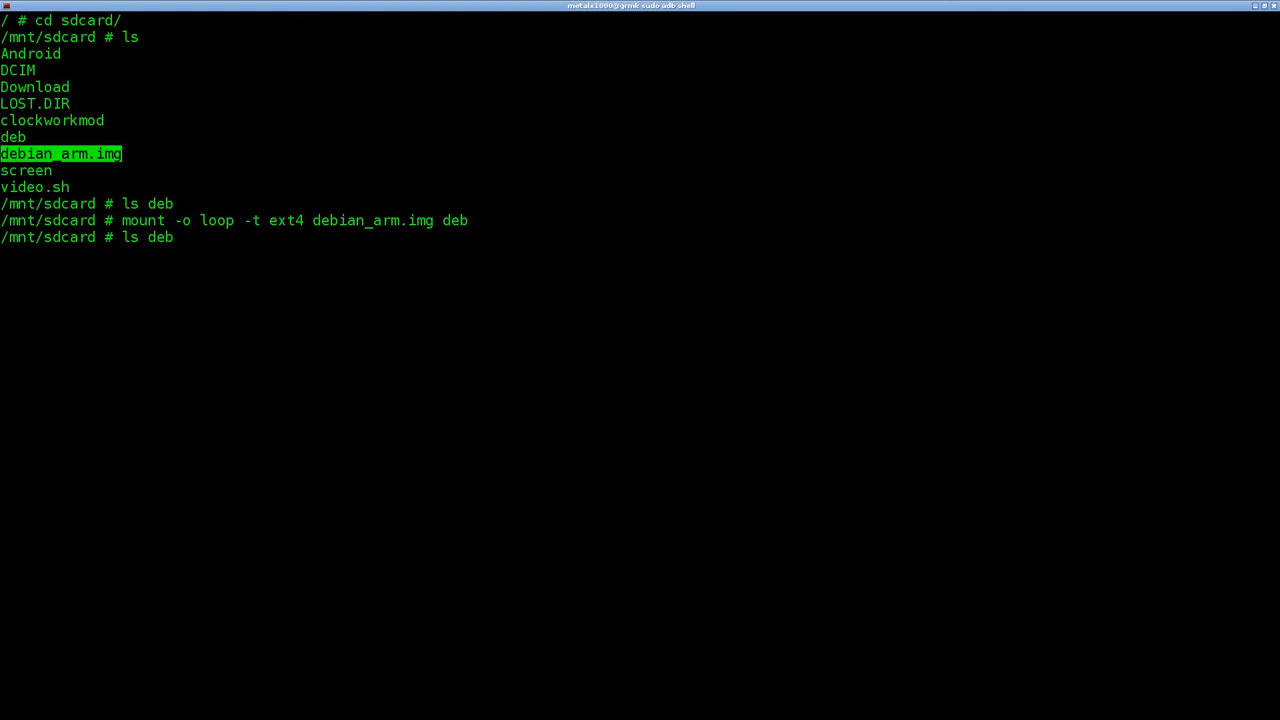 metalx1000@grml: sudo adb shell
/ # cd sdcard/
/mnt/sdcard # ls
Android
DCIM
Download
LOST.DIR
clockworkmod
deb
debian_arm.img
screen
video.sh
/mnt/sdcard # ls deb
/mnt/sdcard # mount -o loop -t ext4 debian_arm.img deb
/mnt/sdcard # ls deb